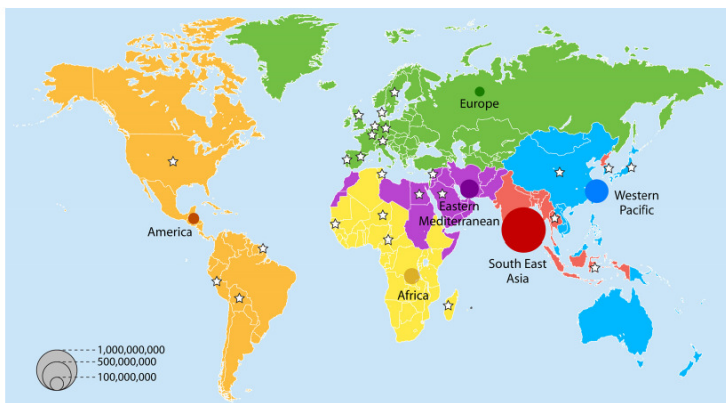 Europe
Eastern
Mediterranean
Western
Pacific
America
South East
Asia
Africa
1,000,000,000
500,000,000
100,000,000